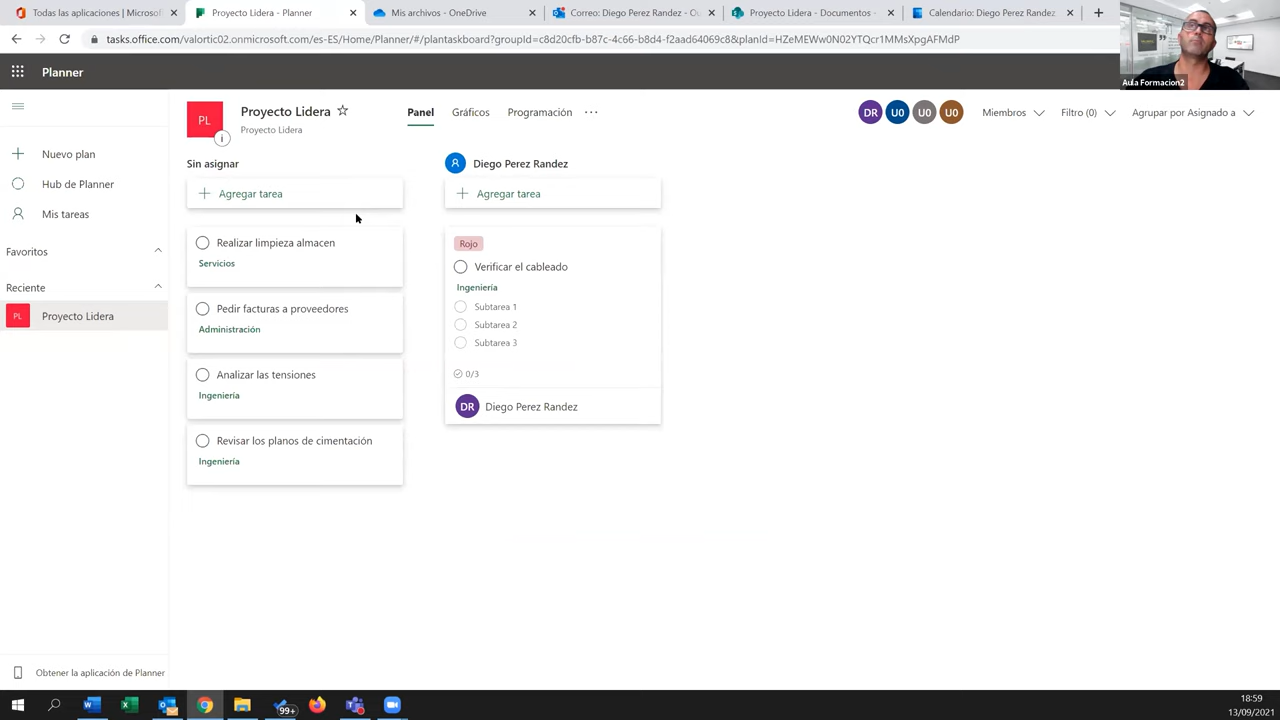 Todas las aplicaciones | Microsof
Proyecto Lidera - Planner
Mis archivos - OneDrive
Correo: Diego Perez Randez - Ou
Proyecto Lidera - Documentos -
Calendario: Diego Perez Randez
tasks.office.com/valortic02.onmicrosoft.com/es-ES/Home/Planner/#/plantaskboard?groupId=c8d20cfb-b87c-4c66-b8d4-f2aad64069c8&planId=HZeMEWw0N02YTQcr1MMsXpgAFMdP
Aula Formacion2
Planner
PL
Proyecto Lidera
Proyecto Lidera
Panel
Gráficos
Programación
DR
U0
U0
U0
Miembros
Filtro (0)
Agrupar por Asignado a
Nuevo plan
Hub de Planner
Mis tareas
Favoritos
Reciente
PL
Proyecto Lidera
Obtener la aplicación de Planner
Sin asignar
Agregar tarea
Realizar limpieza almacen
Servicios
Pedir facturas a proveedores
Administración
Analizar las tensiones
Ingeniería
Revisar los planos de cimentación
Ingeniería
Diego Perez Randez
Agregar tarea
Rojo
Verificar el cableado
Ingeniería
Subtarea 1
Subtarea 2
Subtarea 3
0/3
DR
Diego Perez Randez
99+
18:59
13/09/2021